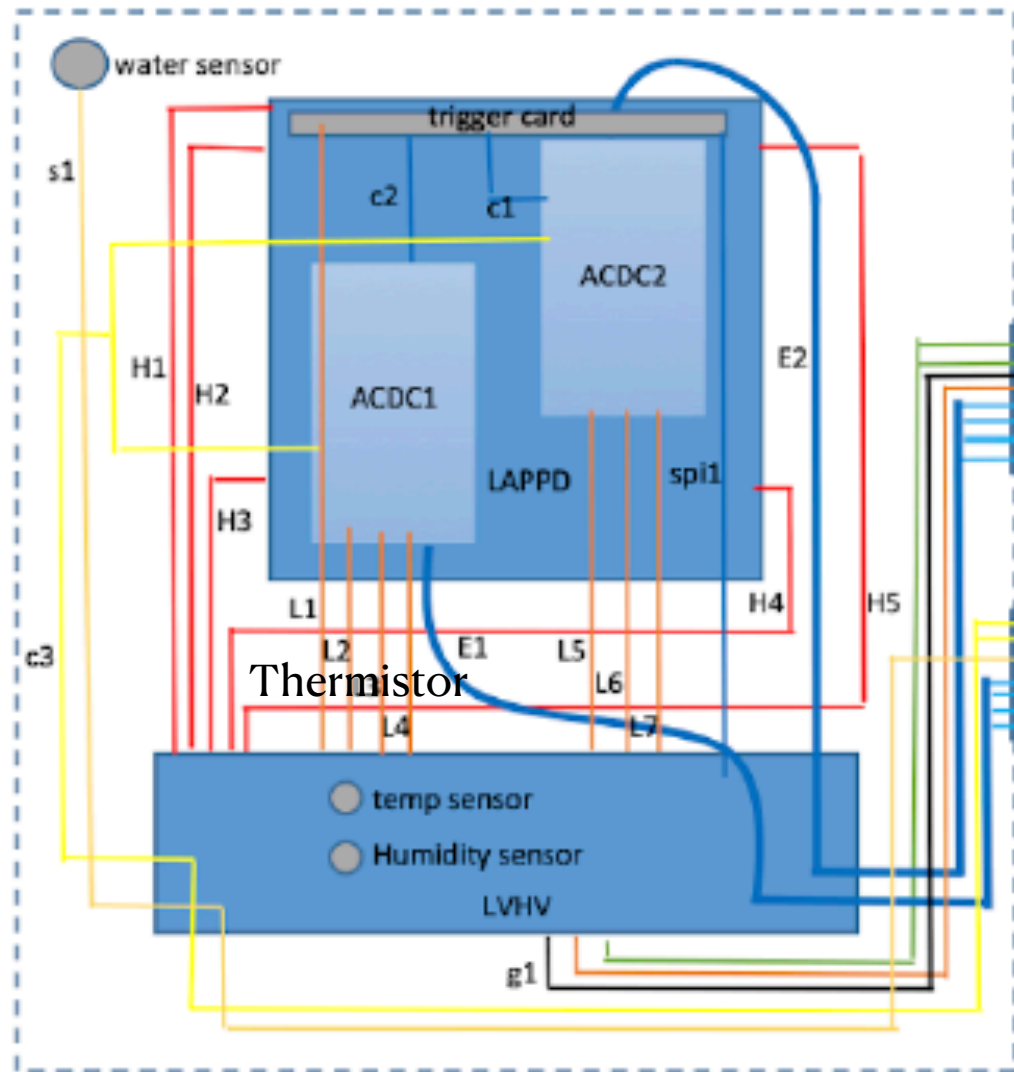 water sensor
trigger card
s1
c2
c1
ACDC2
H1
H2
E2
ACDC1
LAPPD
spi1
H3
L1
H4
H5
c3
L2
E1
L5
Thermistor
L6
L4
L7
temp sensor
Humidity sensor
LVHV
g1